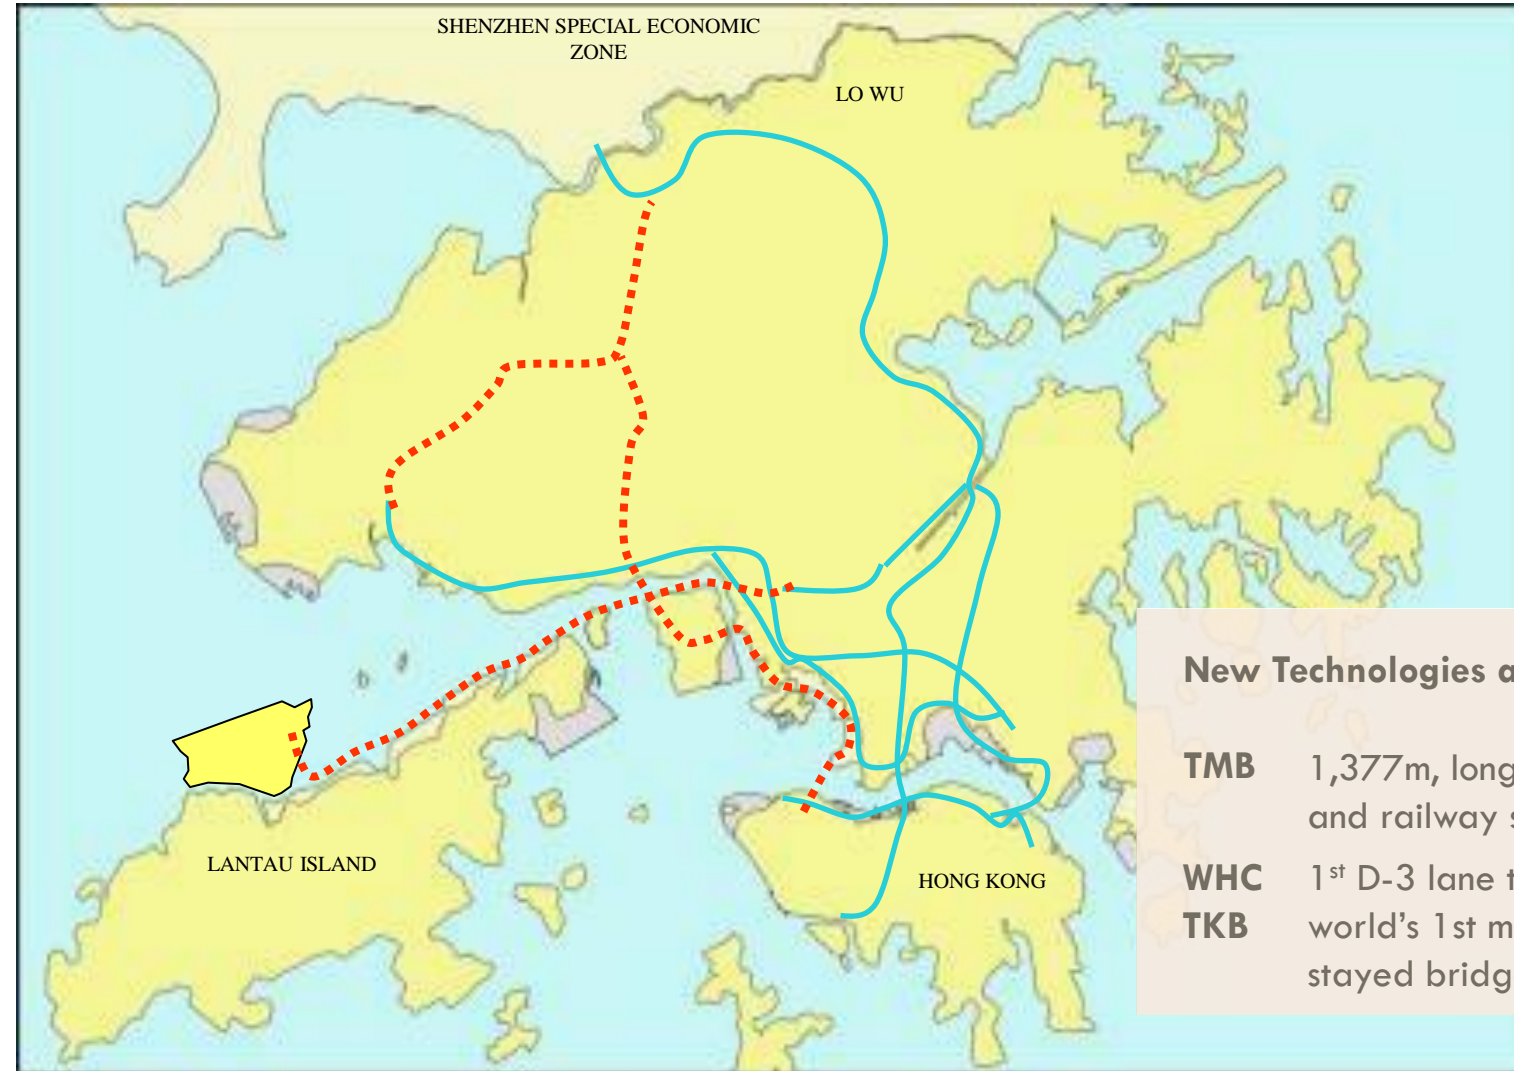 SHENZHEN SPECIAL ECONOMIC
ZONE
LO WU
LANTAU ISLAND
HONG KONG
New Technologies
TMB 1,377m, long
and railway
WHC 1st D-3 lane
TKB world's 1st
stayed